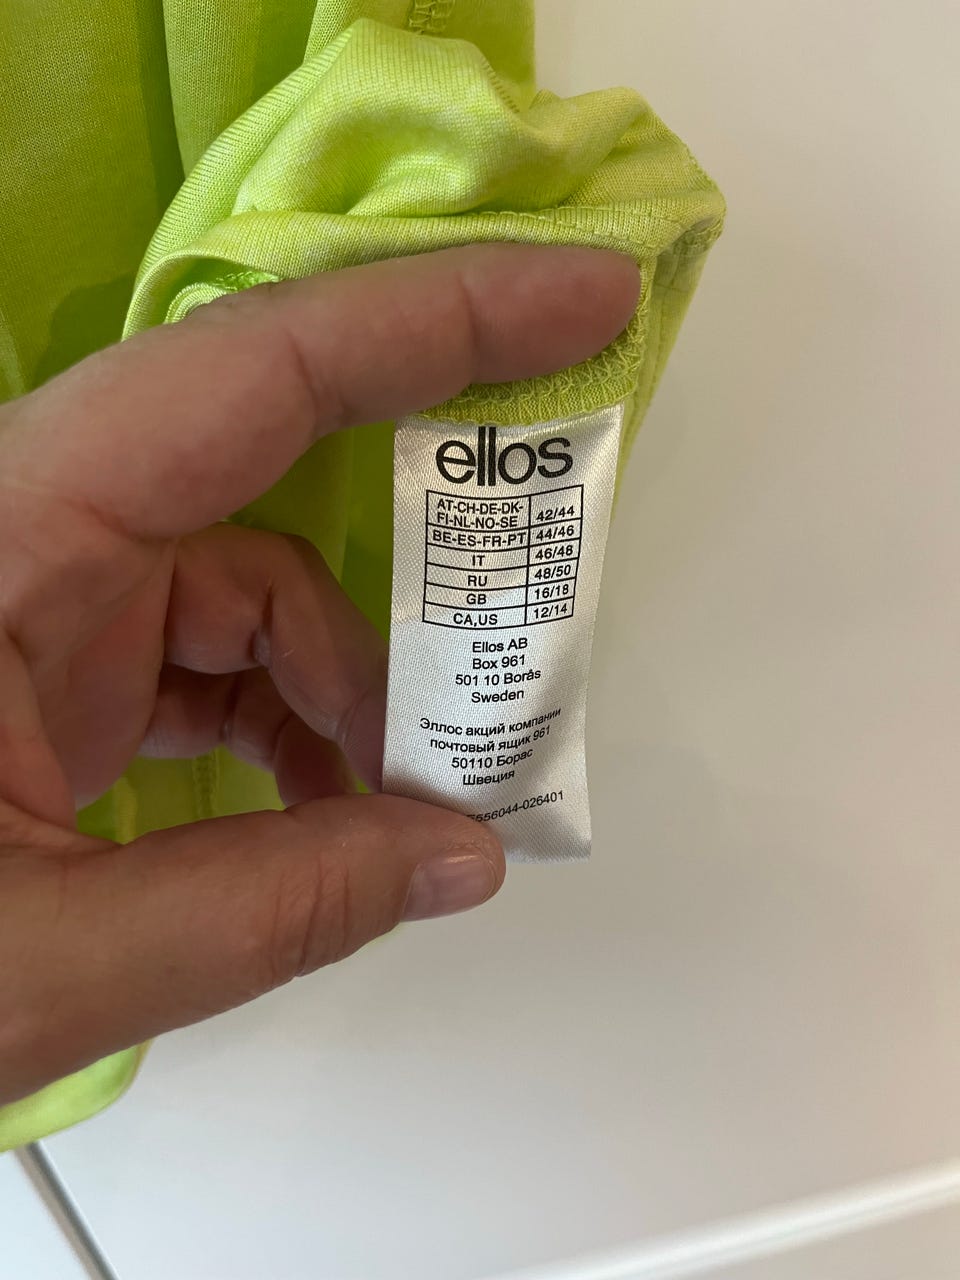 ellos
AT-CH-DE-DK-
FI-NL-NO-SE 42/44
BE-ES-FR-PT 44/46
IT 46/48
RU 48/50
GB 16/18
CA,US 12/14
Ellos AB
Box 961
501 10 Borås
Sweden
Эллос акций компании
почтовый ящик 961
50110 Борас
Швеция
556044-026401